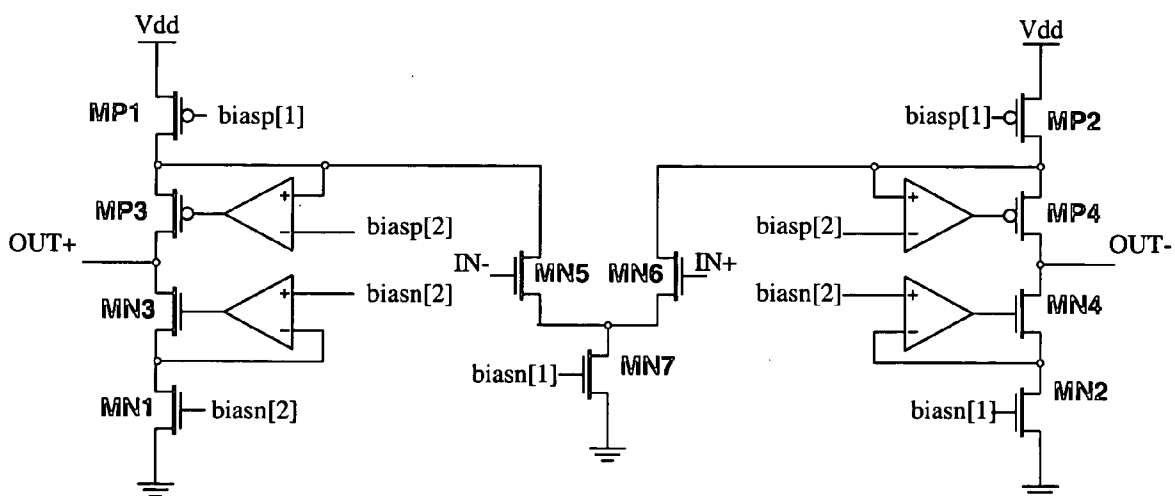 Vdd
Vdd
MP1
biasp[1]
biasp[1]
MP2
MP3
+
-
biasp[2]
biasp[2]
+
-
MP4
OUT+
OUT-
IN-
MN5
MN6
IN+
MN3
+
-
biasn[2]
biasn[2]
+
-
MN4
biasn[1]
MN7
MN1
biasn[2]
biasn[1]
MN2